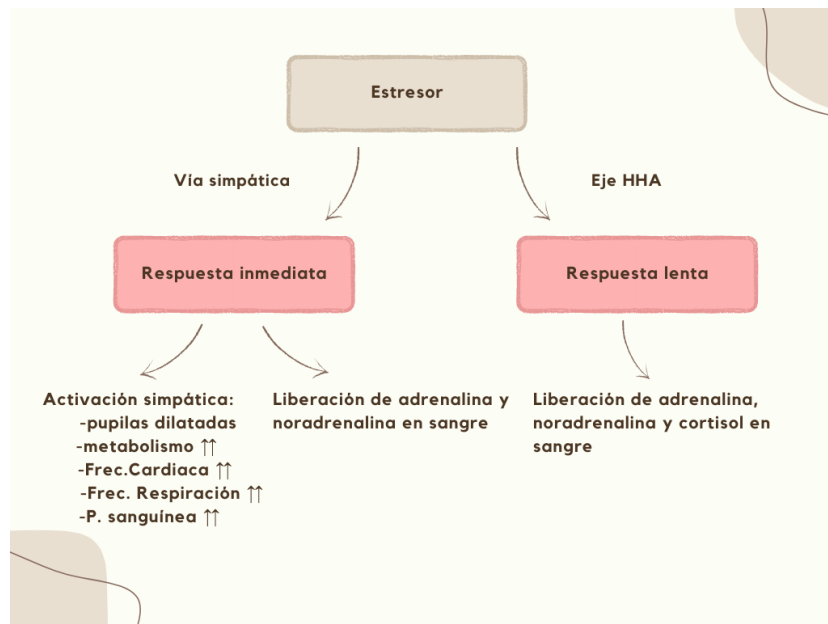 Estresor
Vía simpática
Eje HHA
Respuesta inmediata
Respuesta lenta
Activación simpática:
-pupilas dilatadas
-metabolismo ↑↑
-Frec.Cardiaca ↑↑
-Frec. Respiración ↑↑
-P. sanguínea ↑↑
Liberación de adrenalina y
noradrenalina en sangre
Liberación de adrenalina,
noradrenalina y cortisol en
sangre